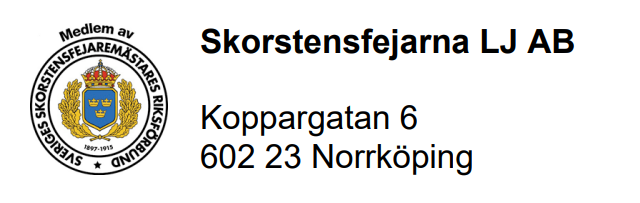 Medlem av
SVERIGES SKORSTENSFEJAREMÄSTARES RIKSFÖRBUND
1897-1915
Skorstensfejarna LJ AB
Koppargatan 6
602 23 Norrköping